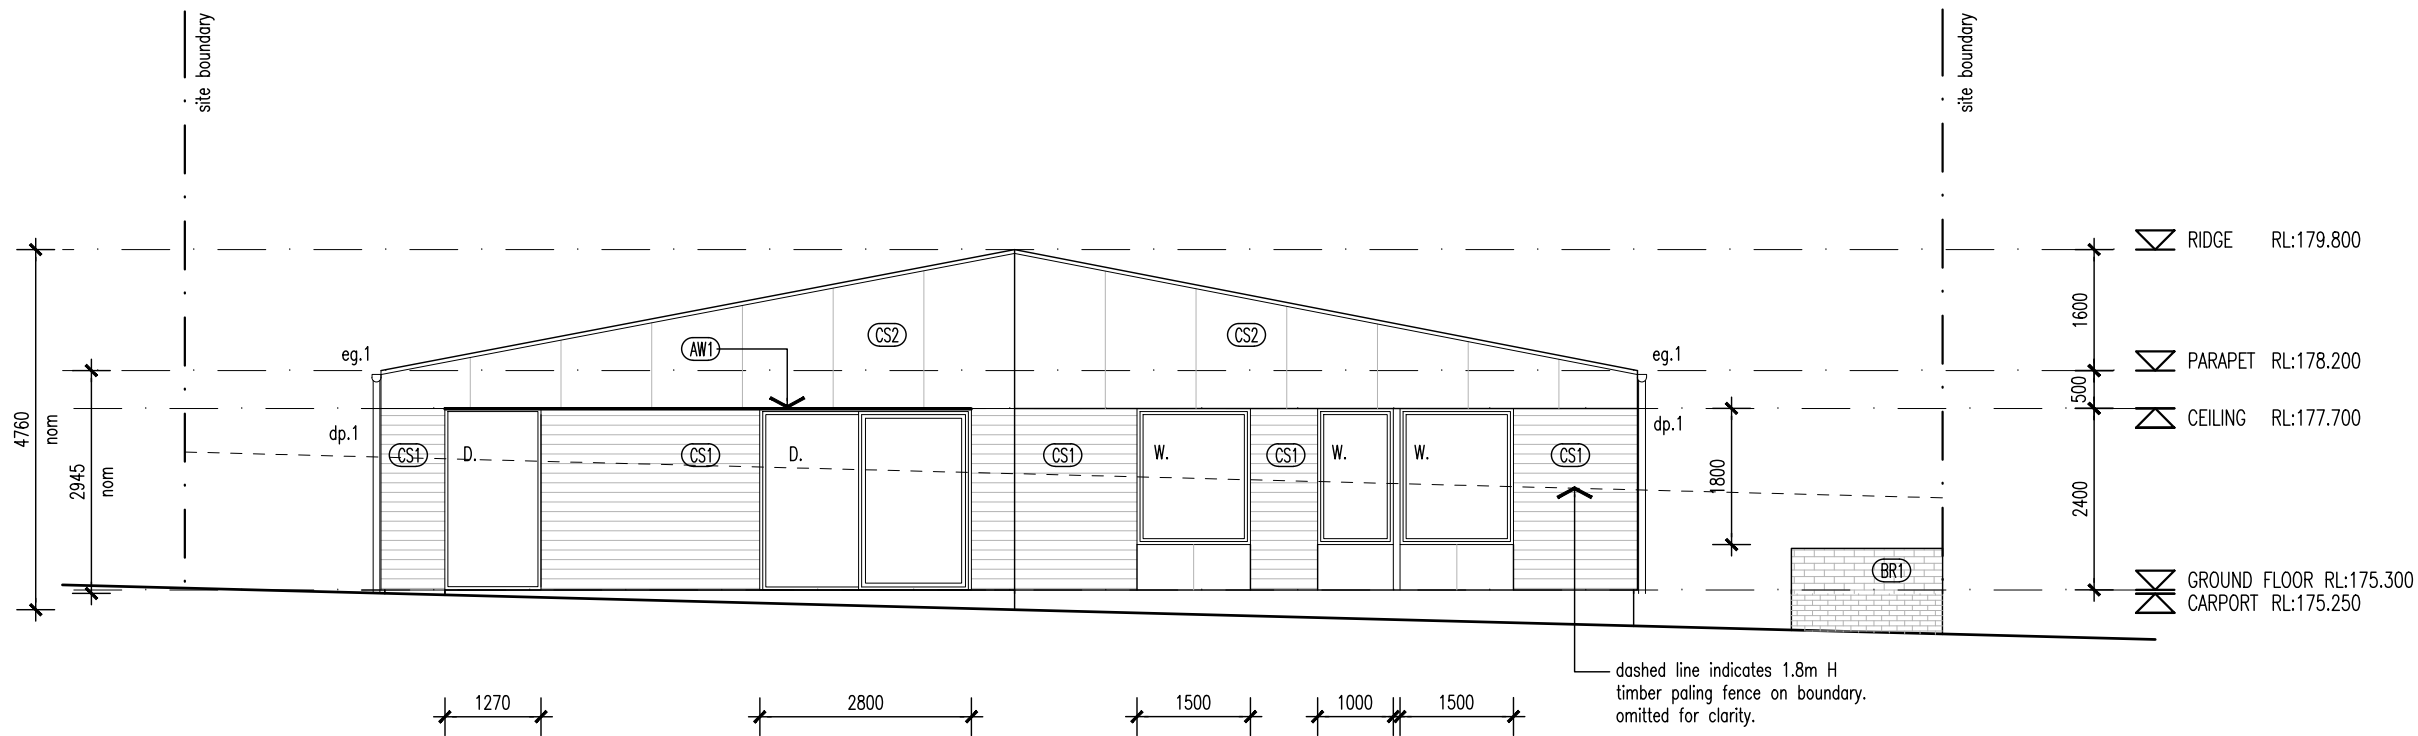 site boundary
site boundary
RIDGE RL:179.800
1600
eg.1
AW1
CS2
CS2
eg.1
PARAPET RL:178.200
500
4760
nom
dp.1
dp.1
CEILING RL:177.700
2945
nom
CS1
D.
CS1
D.
CS1
W.
CS1
W.
W.
CS1
1800
2400
BR1
GROUND FLOOR RL:175.300
CARPORT RL:175.250
dashed line indicates 1.8m H
timber paling fence on boundary.
omitted for clarity.
1270
2800
1500
1000
1500